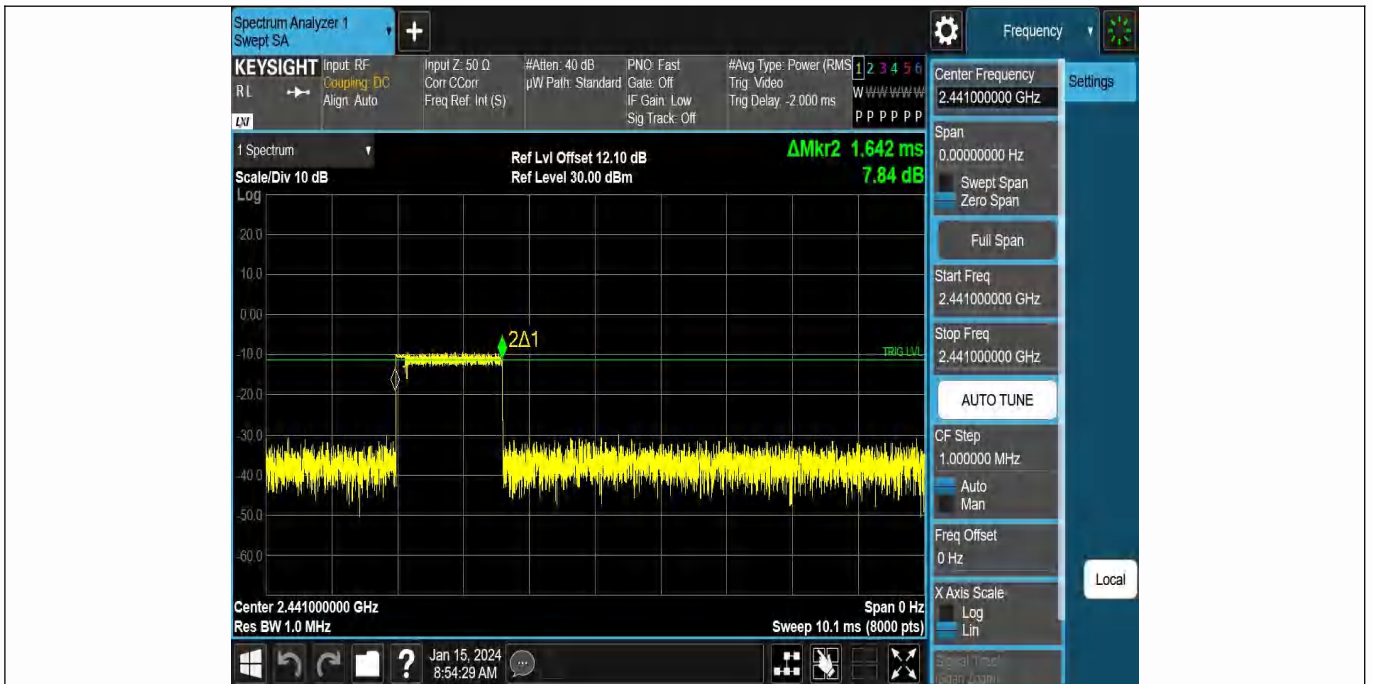 Spectrum Analyzer 1
Swept SA
Frequency
KEYSIGHT
RL
LXI
Input: RF
Coupling: DC
Align: Auto
Input Z: 50 Ω
Corr CCorr
Freq Ref: Int (S)
#Atten: 40 dB
µW Path: Standard
PNO: Fast
Gate: Off
IF Gain: Low
Sig Track: Off
#Avg Type: Power (RMS
Trig: Video
Trig Delay: -2.000 ms
1 2 3 4 5 6
W W W W W W
P P P P P P
1 Spectrum
Scale/Div 10 dB
Ref Lvl Offset 12.10 dB
Ref Level 30.00 dBm
ΔMkr2 1.642 ms
7.84 dB
Log
20.0
10.0
0.00
-10.0
-20.0
-30.0
-40.0
-50.0
-60.0
2Δ1
TRIG LVL
Center 2.441000000 GHz
Res BW 1.0 MHz
Span 0 Hz
Sweep 10.1 ms (8000 pts)
Center Frequency
2.441000000 GHz
Settings
Span
0.00000000 Hz
Swept Span
Zero Span
Full Span
Start Freq
2.441000000 GHz
Stop Freq
2.441000000 GHz
AUTO TUNE
CF Step
1.000000 MHz
Auto
Man
Freq Offset
0 Hz
X Axis Scale
Log
Lin
Signal Track
(Span Zoom)
Local
?
Jan 15, 2024
8:54:29 AM